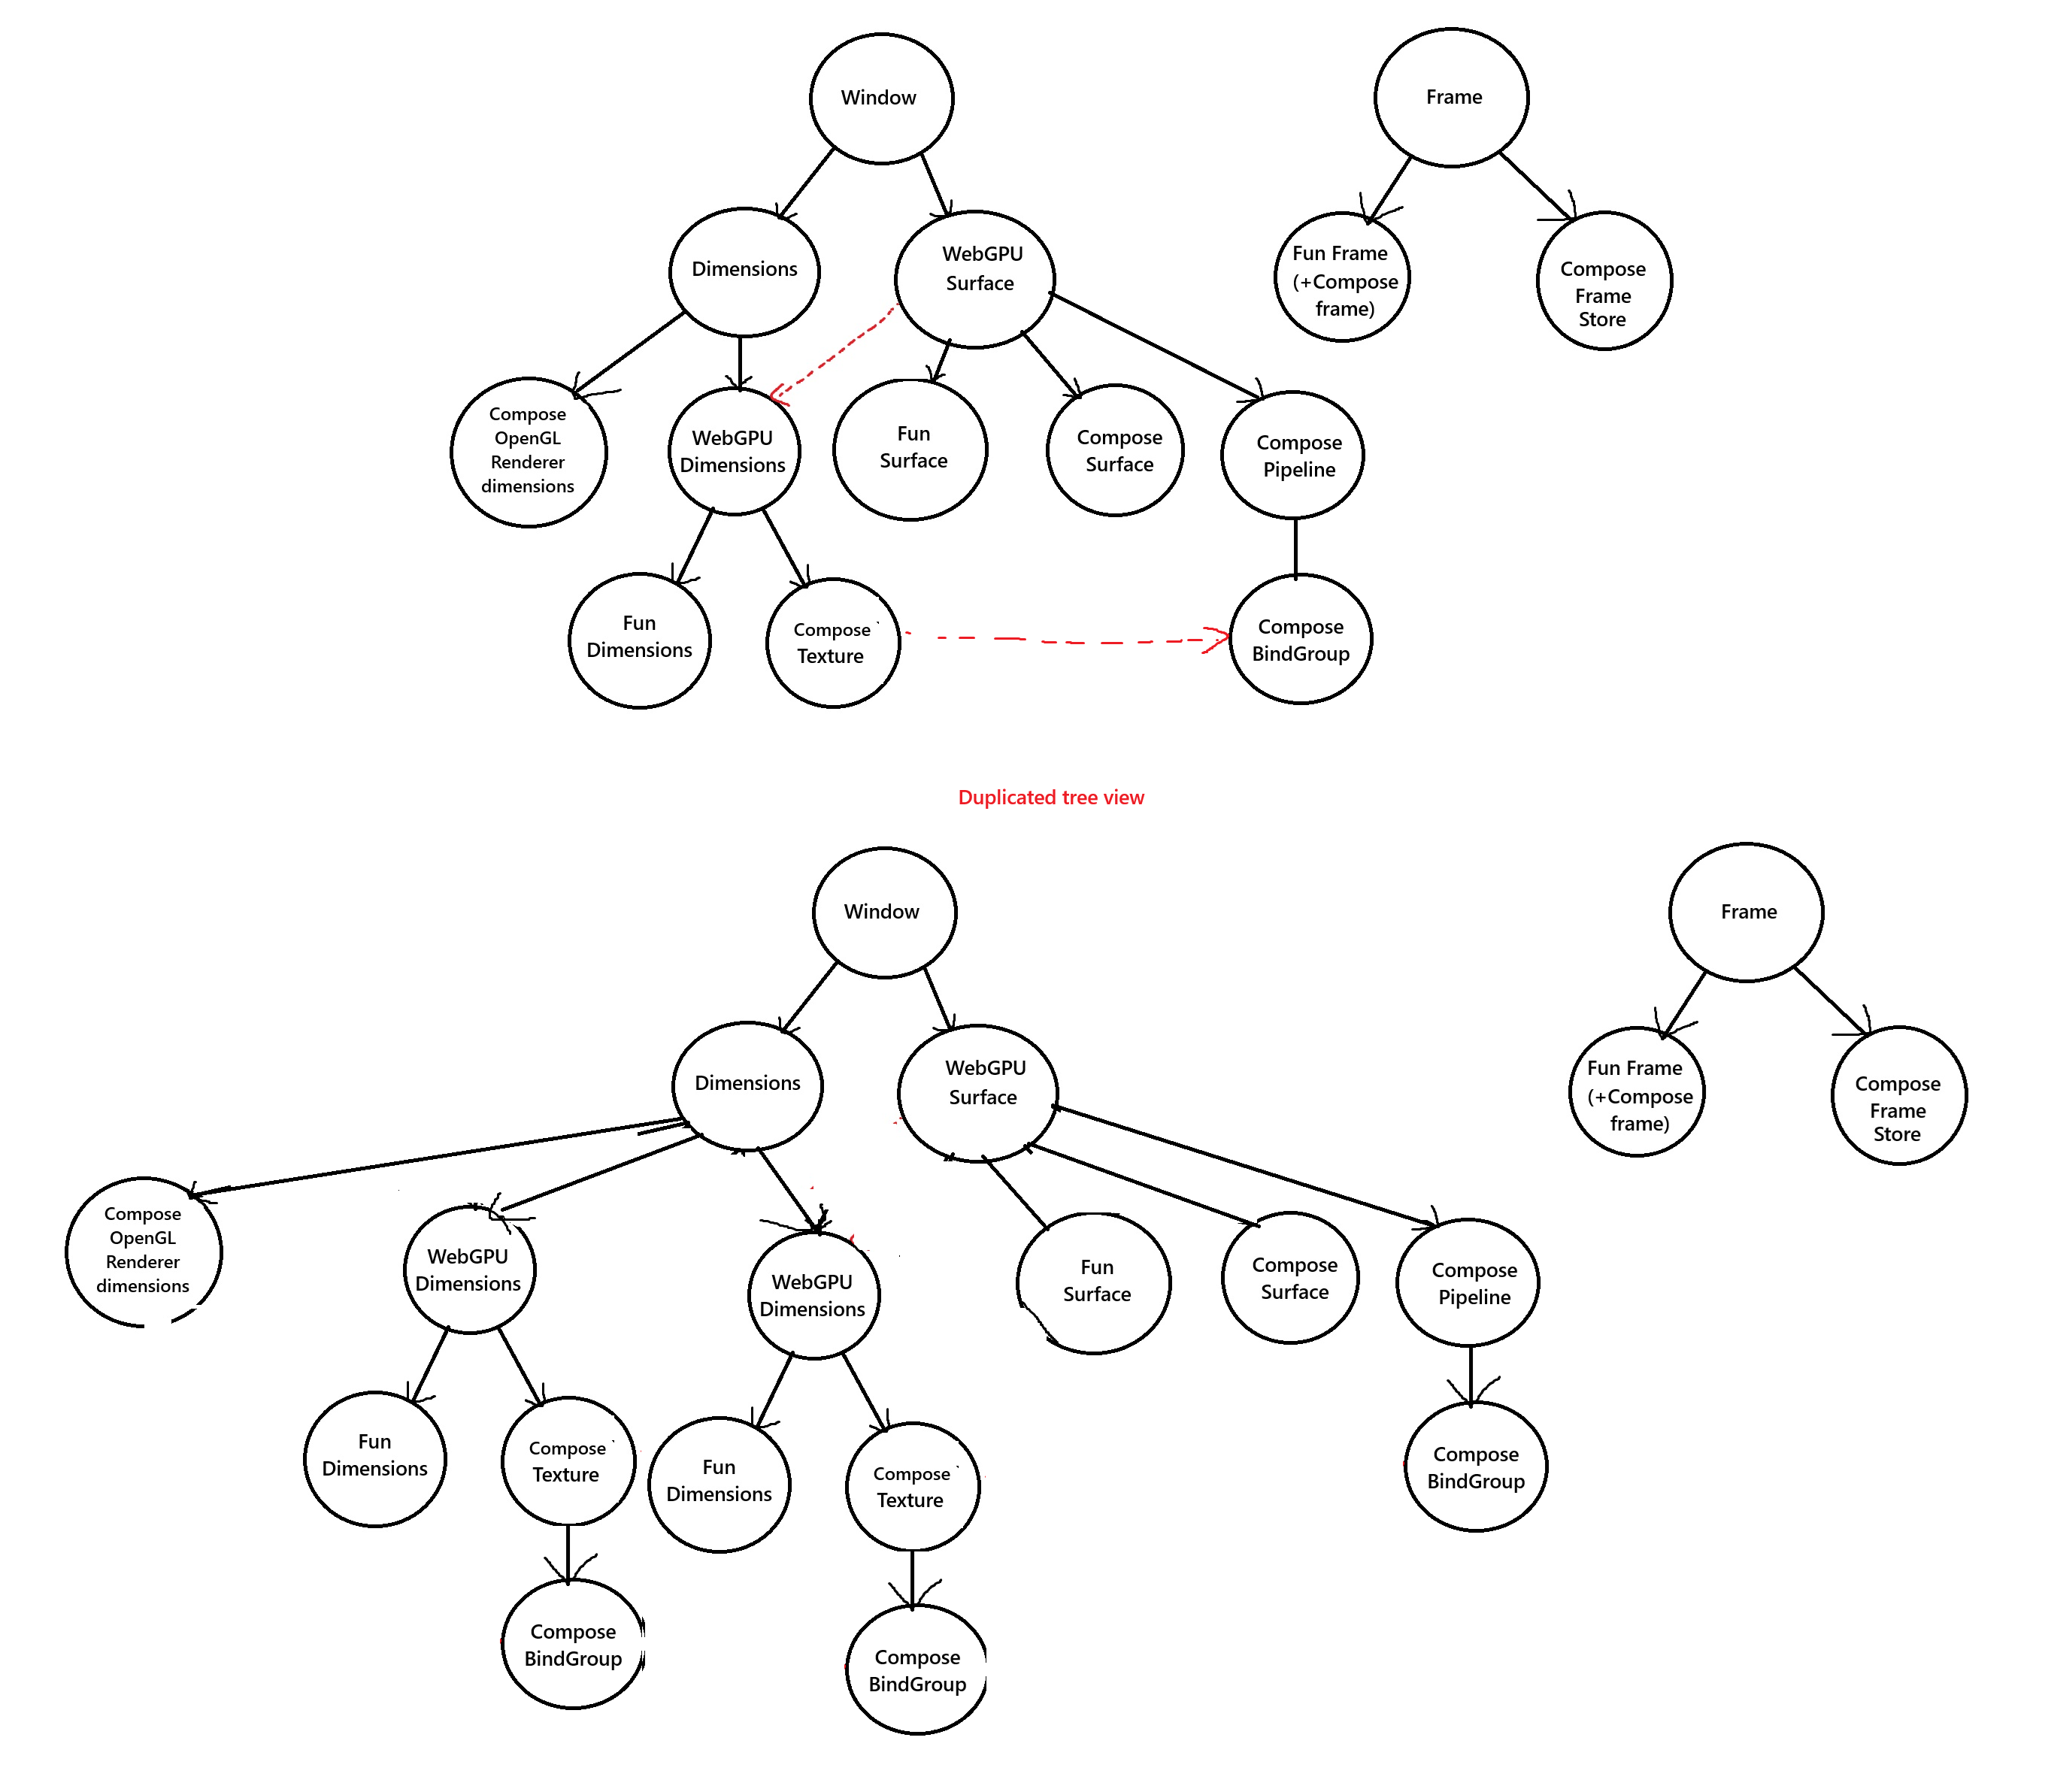 Window
Frame
Dimensions
WebGPU
Surface
Fun Frame
(+Compose
frame)
Compose
Frame
Store
Compose
OpenGL
Renderer
dimensions
WebGPU
Dimensions
Fun
Surface
Compose
Surface
Compose
Pipeline
Fun
Dimensions
Compose
Texture
Compose
BindGroup
Duplicated tree view
Window
Frame
Dimensions
WebGPU
Surface
Fun Frame
(+Compose
frame)
Compose
Frame
Store
Compose
OpenGL
Renderer
dimensions
WebGPU
Dimensions
WebGPU
Dimensions
Fun
Surface
Compose
Surface
Compose
Pipeline
Fun
Dimensions
Compose
Texture
Fun
Dimensions
Compose
Texture
Compose
BindGroup
Compose
BindGroup
Compose
BindGroup